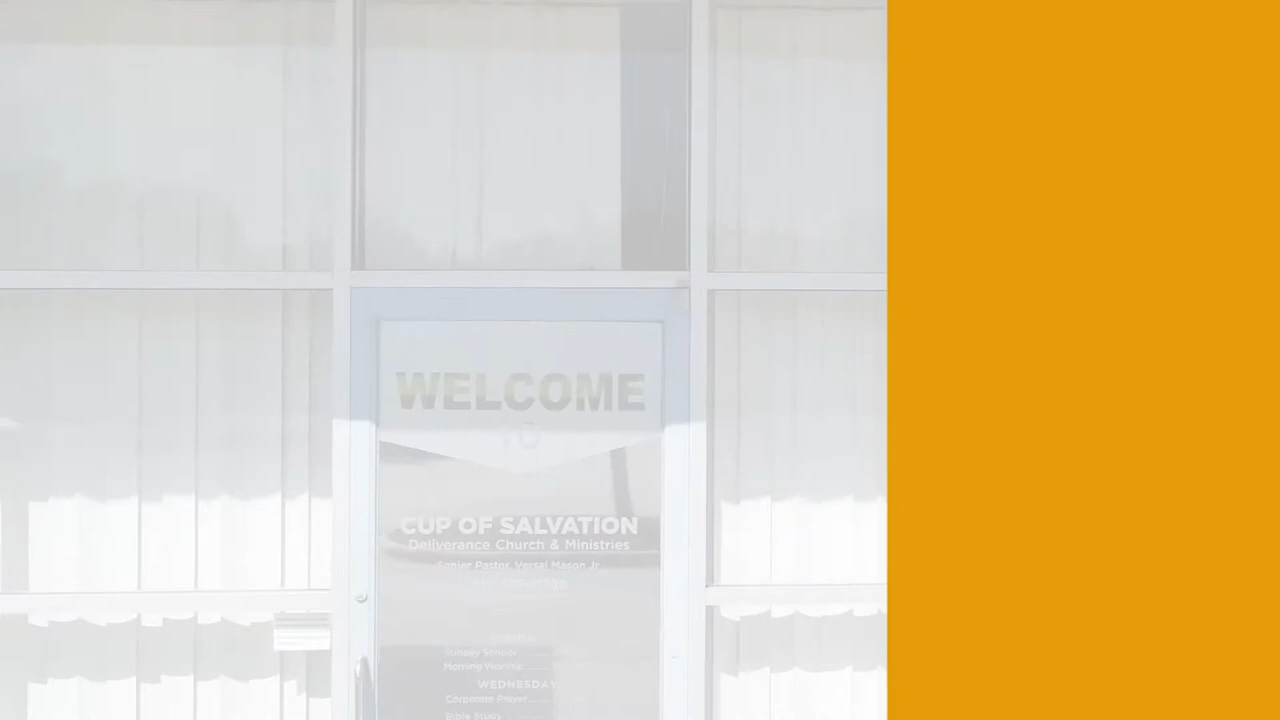 WELCOME
TO
CUP OF SALVATION
Deliverance Church & Ministries
Senior Pastor, Versal Mason Jr
Sunday School ........
Morning Worship ........
WEDNESDAY
Corporate Prayer ........
Bible Study ........